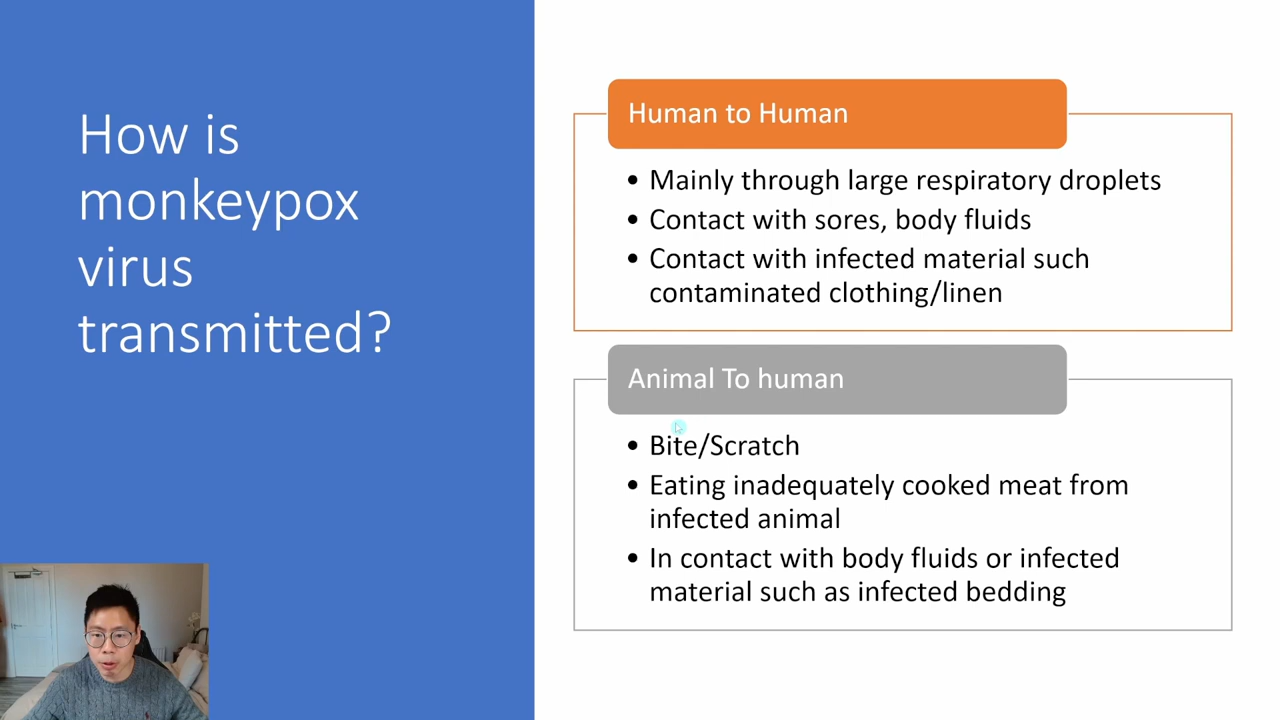 How is
monkeypox
virus
transmitted?
Human to Human
• Mainly through large respiratory droplets
• Contact with sores, body fluids
• Contact with infected material such
contaminated clothing/linen
Animal To human
• Bite/Scratch
• Eating inadequately cooked meat from
infected animal
• In contact with body fluids or infected
material such as infected bedding